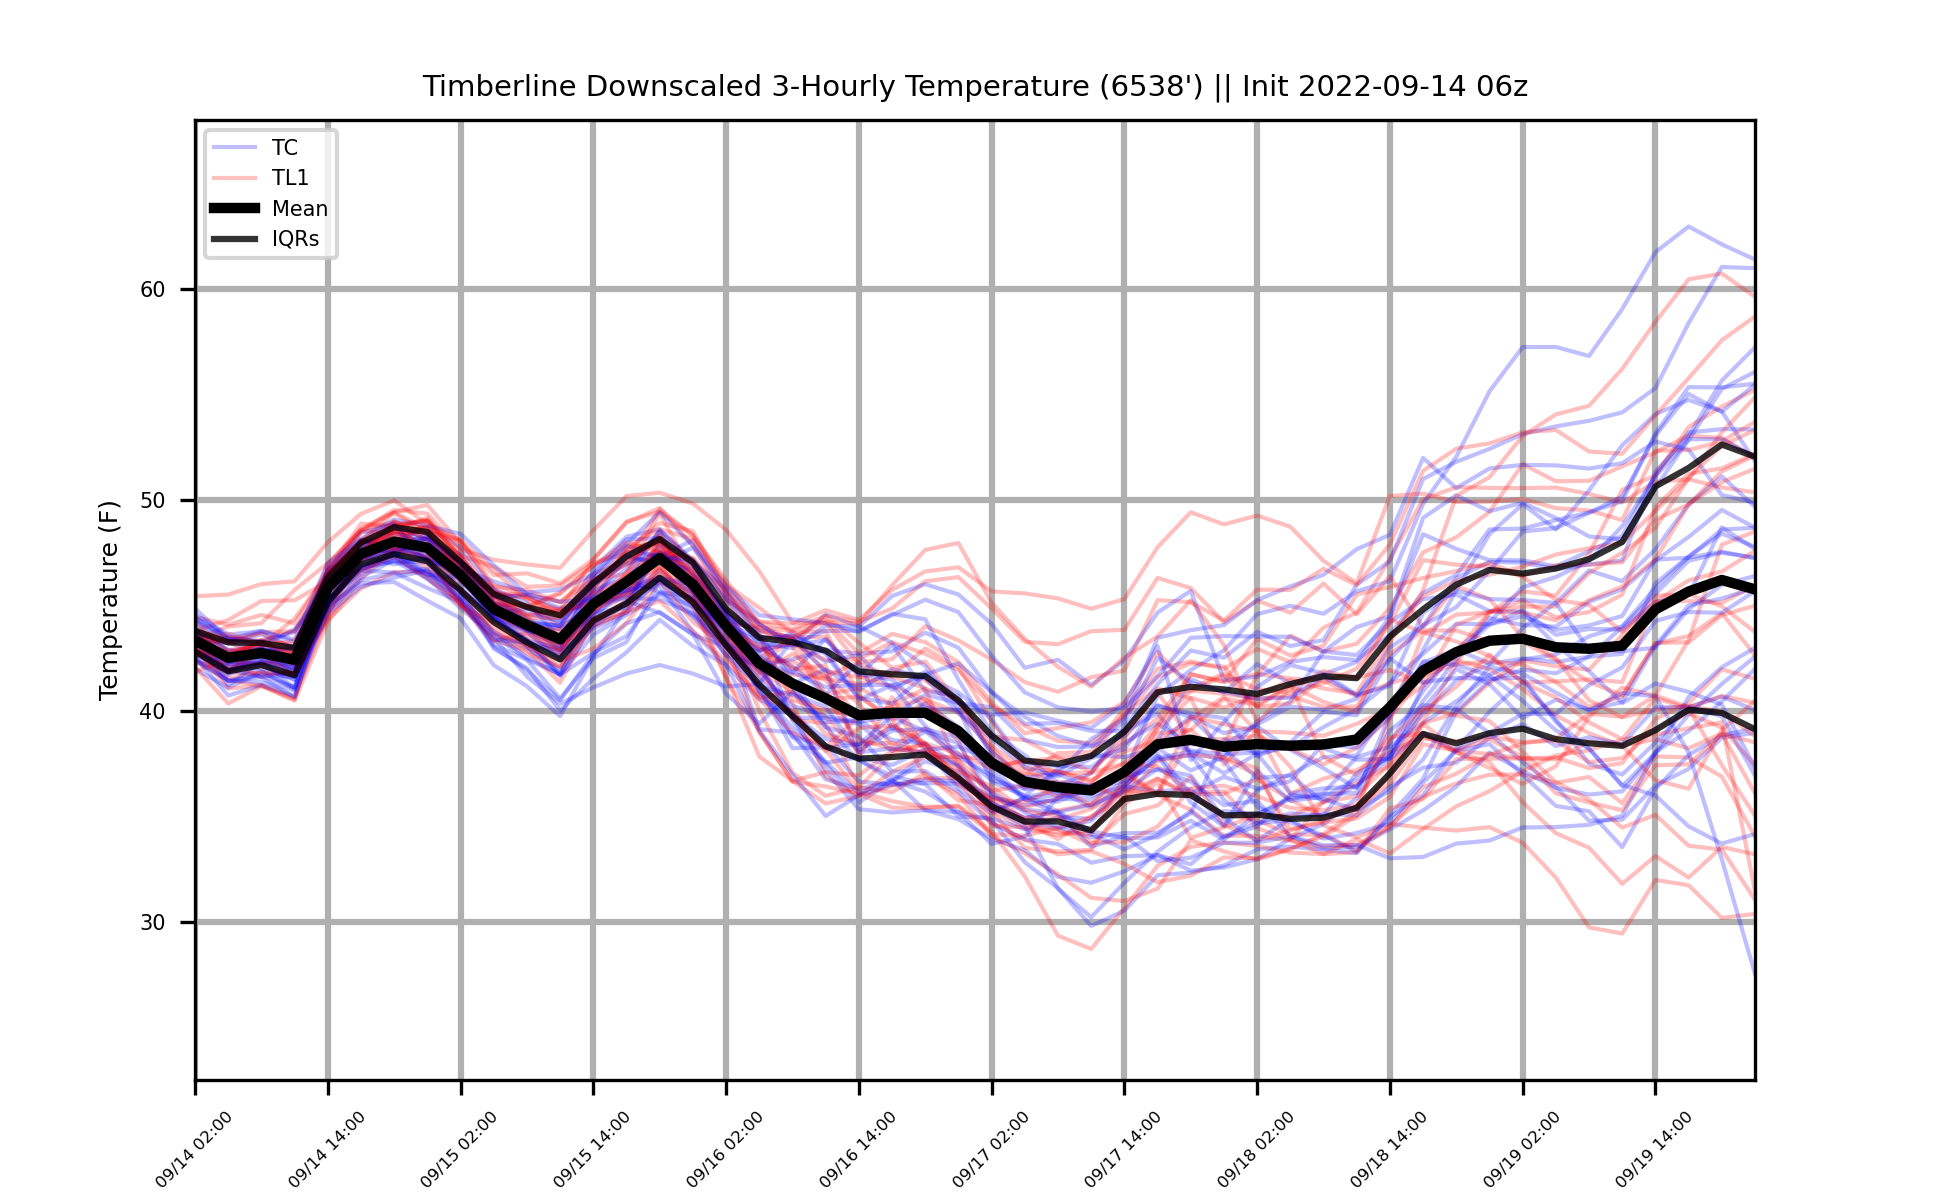 Timberline Downscaled 3-Hourly Temperature (6538') || Init 2022-09-14 06z
TC
TL1
Mean
IQRs
Temperature (F)
60
50
40
30
09/14 02:00
09/14 14:00
09/15 02:00
09/15 14:00
09/16 02:00
09/16 14:00
09/17 02:00
09/17 14:00
09/18 02:00
09/18 14:00
09/19 02:00
09/19 14:00